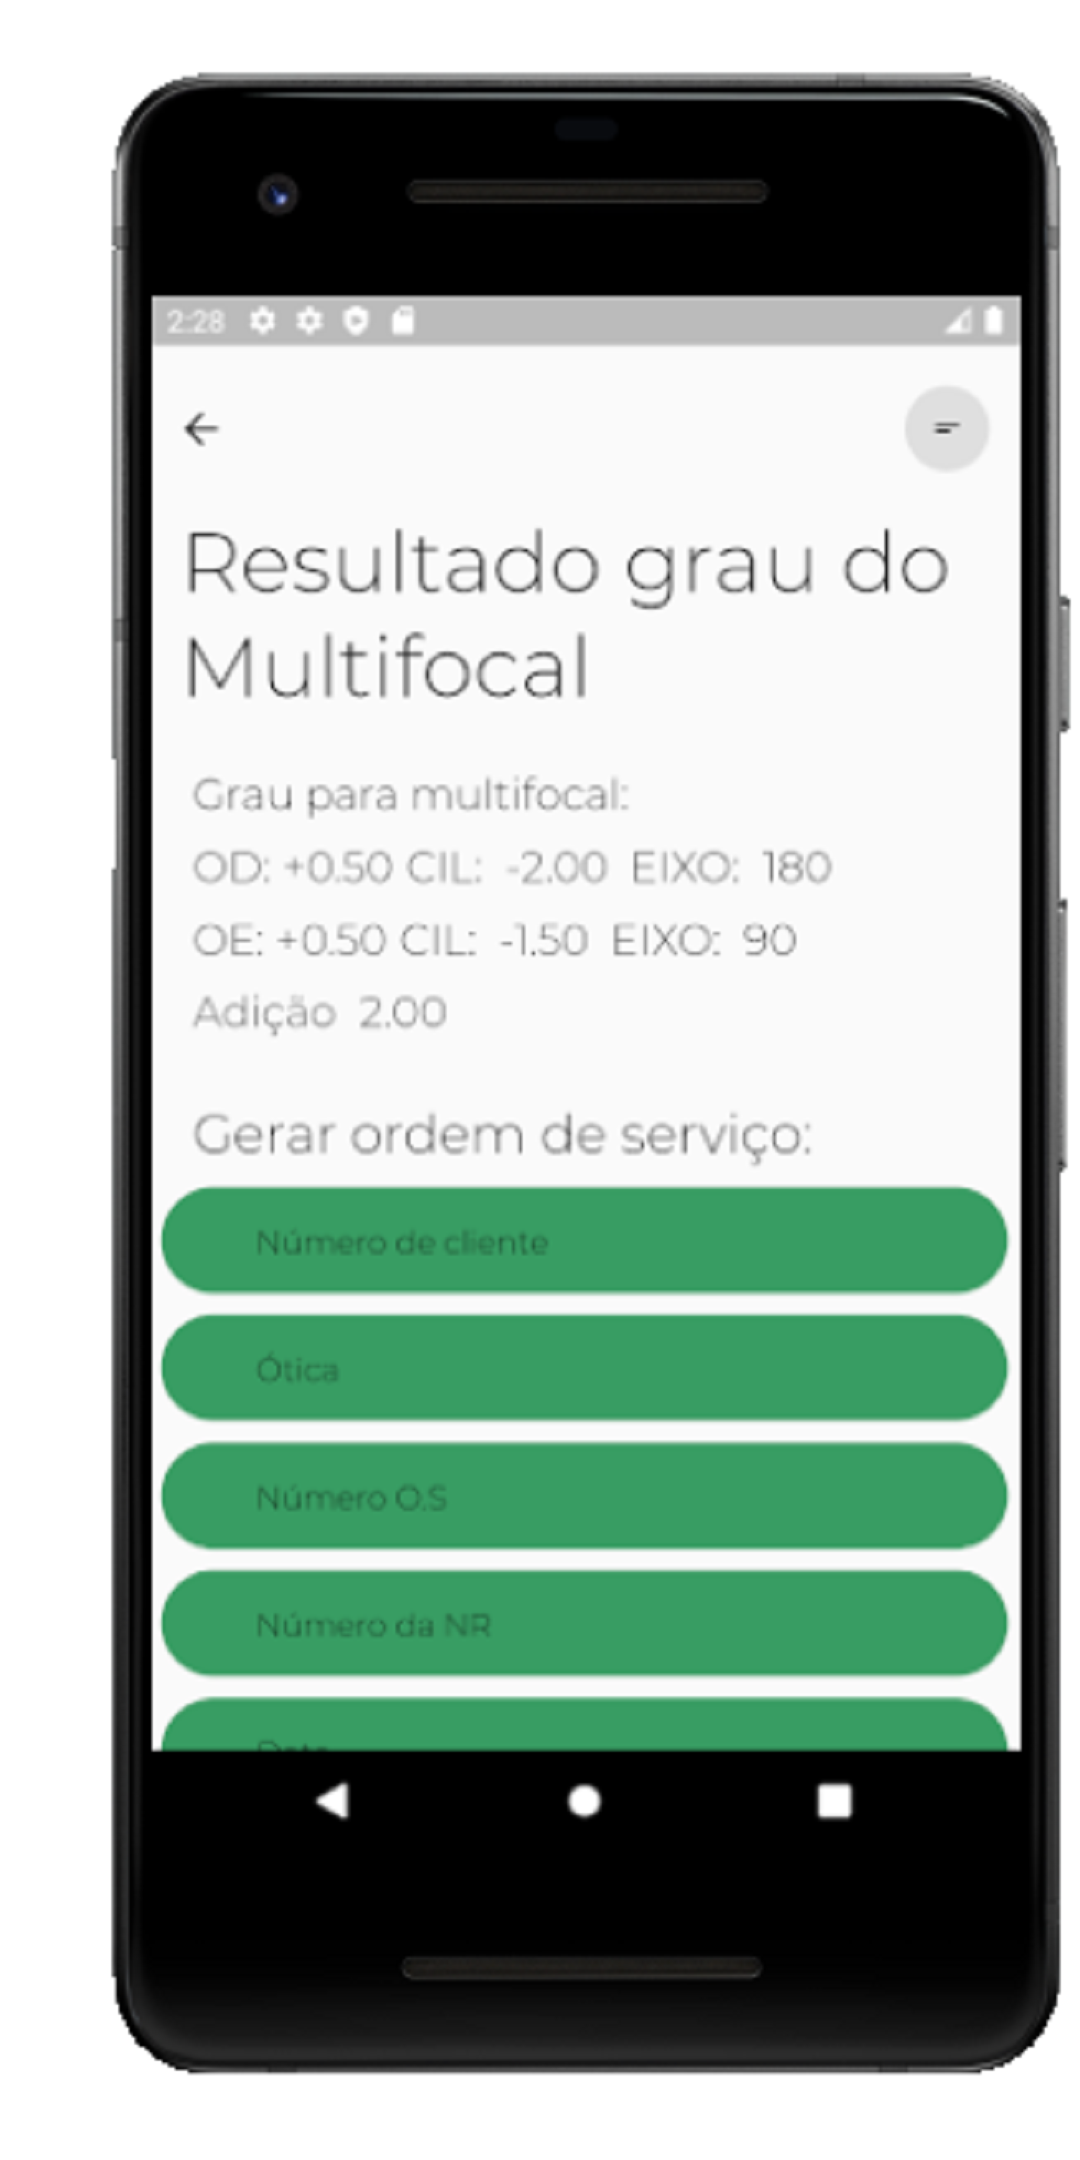 2:28
Resultado grau do
Multifocal
Grau para multifocal:
OD: +0.50 CIL: -2.00 EIXO: 180
OE: +0.50 CIL: -1.50 EIXO: 90
Adição 2.00
Gerar ordem de serviço:
Número de cliente
Ótica
Número O.S
Número da NR
Data